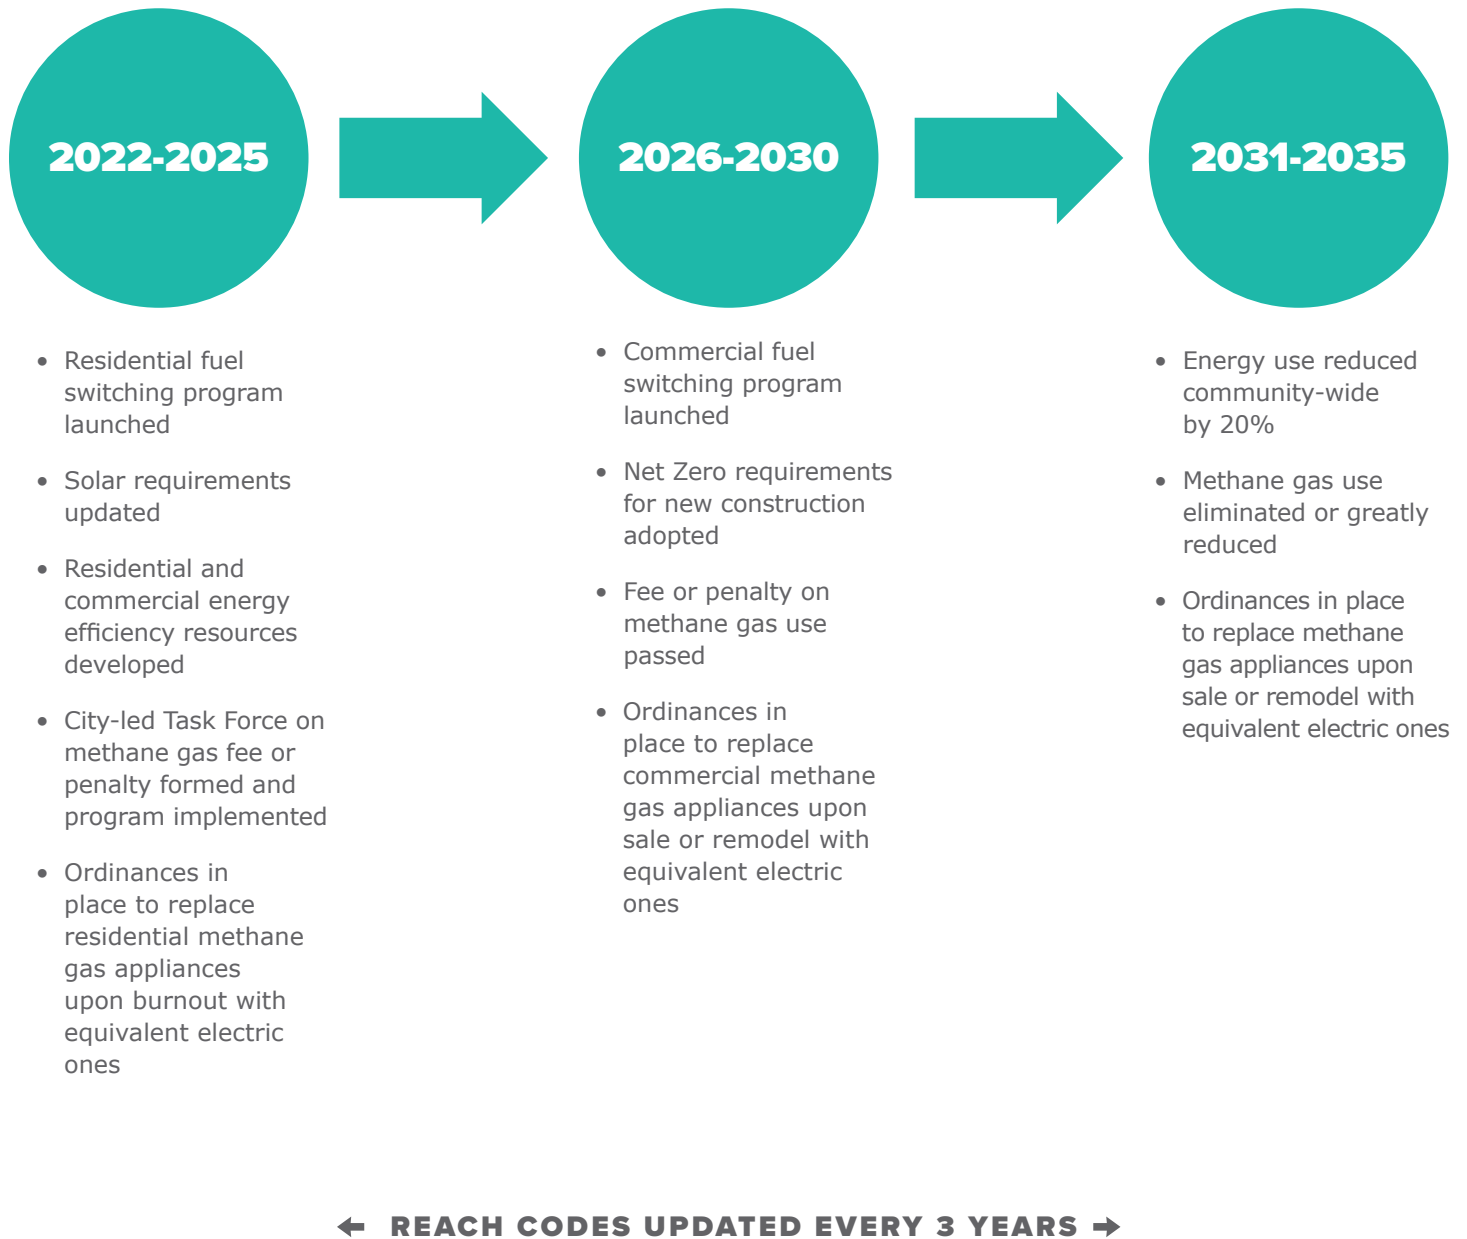 2022-2025
Residential fuel
switching program
launched
Solar requirements
updated
Residential and
commercial energy
efficiency resources
developed
City-led Task Force on
methane gas fee or
penalty formed and
program implemented
Ordinances in
place to replace
residential methane
gas appliances
upon burnout with
equivalent electric
ones
2026-2030
Commercial fuel
switching program
launched
Net Zero requirements
for new construction
adopted
Fee or penalty on
methane gas use
passed
Ordinances in
place to replace
commercial methane
gas appliances upon
sale or remodel with
equivalent electric
ones
2031-2035
Energy use reduced
community-wide
by 20%
Methane gas use
eliminated or greatly
reduced
Ordinances in place
to replace methane
gas appliances upon
sale or remodel with
equivalent electric ones
REACH CODES UPDATED EVERY 3 YEARS